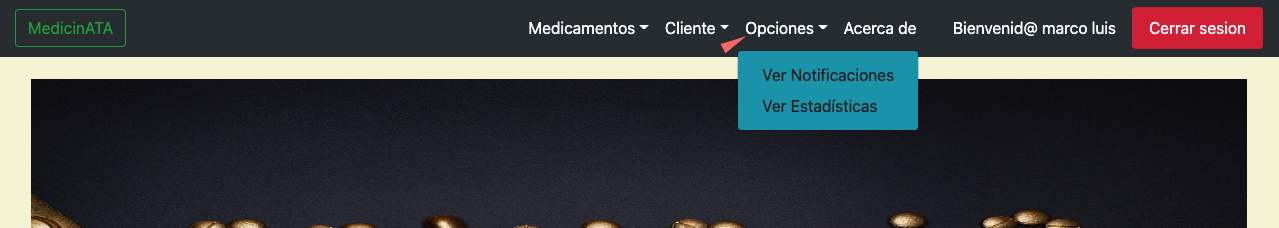 MedicinATA
Medicamentos Cliente Opciones Acerca de Bienvenid@ marco luis Cerrar sesion
Ver Notificaciones
Ver Estadísticas